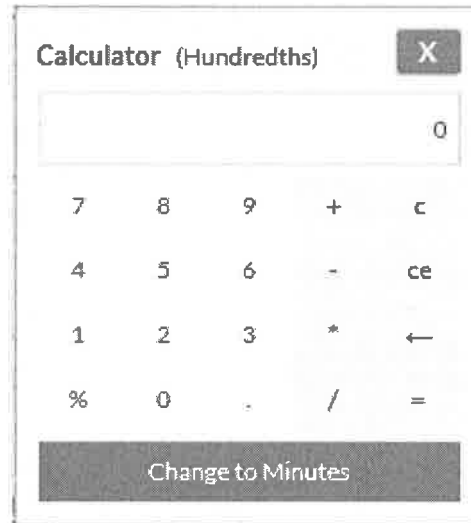 Calculator (Hundredths) X
0
7 8 9 + c
4 5 6 - ce
1 2 3 * ←
% 0 . / =
Change to Minutes